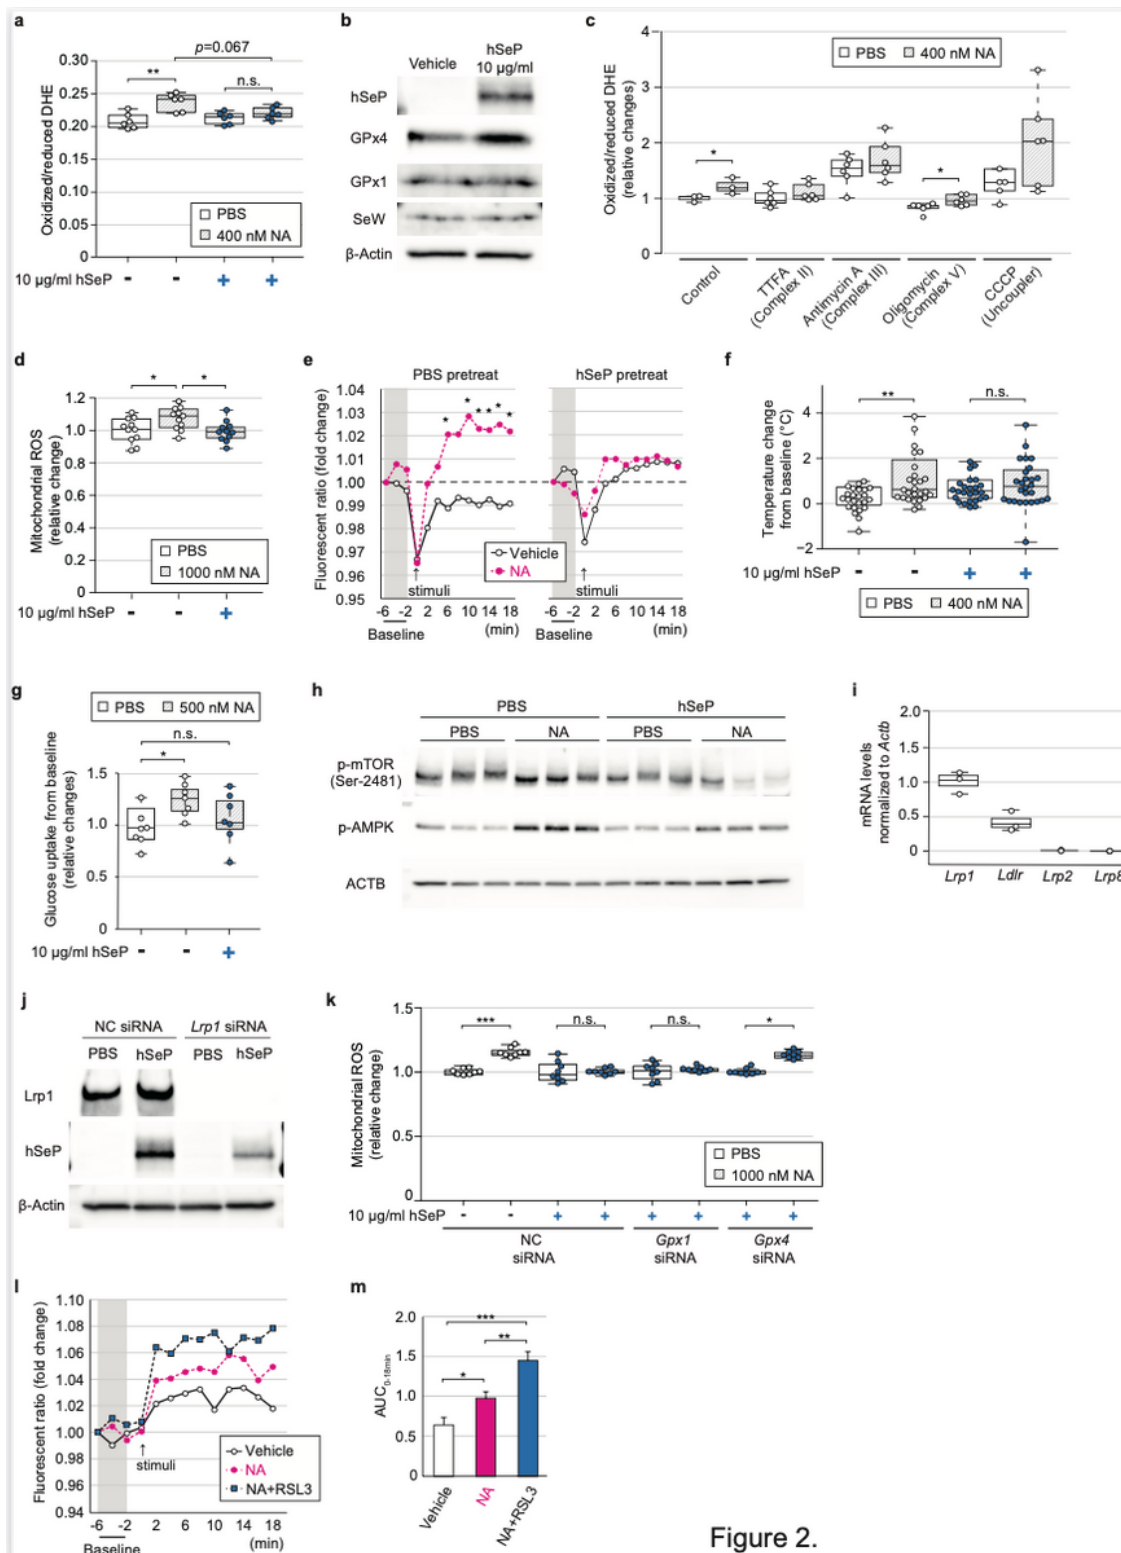 a
p=0.067
**
n.s.
Oxidized/reduced DHE
0.30
0.25
0.20
0.15
0.10
0.05
0
PBS
400 nM NA
10 µg/ml hSeP - - + +
b
Vehicle
hSeP
10 µg/ml
hSeP
GPx4
GPx1
SeW
β-Actin
c
PBS 400 nM NA
Oxidized/reduced DHE
(relative changes)
4
3
2
1
0
*
*
Control
TTFA
(Complex II)
Antimycin A
(Complex III)
Oligomycin
(Complex V)
CCCP
(Uncoupler)
d
* *
Mitochondrial ROS
(relative change)
1.2
1.0
0.8
0.6
0.4
0.2
0
PBS
1000 nM NA
10 µg/ml hSeP - - +
e
PBS pretreat hSeP pretreat
Fluorescent ratio (fold change)
1.04
1.03
1.02
1.01
1.00
0.99
0.98
0.97
0.96
0.95
* * * * * *
Vehicle
NA
stimuli stimuli
-6 -2 2 6 10 14 18 -6 -2 2 6 10 14 18
Baseline (min) Baseline (min)
f
** n.s.
Temperature change
from baseline (°C)
4
2
0
−2
10 µg/ml hSeP - - + +
PBS 400 nM NA
g
PBS 500 nM NA
n.s.
*
Glucose uptake from baseline
(relative changes)
1.5
1.0
0.5
0
10 µg/ml hSeP - - +
h
PBS hSeP
PBS NA PBS NA
p-mTOR
(Ser-2481)
p-AMPK
ACTB
i
mRNA levels
normalized to Actb
2.0
1.5
1.0
0.5
0
Lrp1 Ldlr Lrp2 Lrp8
j
NC siRNA Lrp1 siRNA
PBS hSeP PBS hSeP
Lrp1
hSeP
β-Actin
k
*** n.s. n.s. *
Mitochondrial ROS
(relative change)
1.5
1.0
0.5
0
PBS
1000 nM NA
10 µg/ml hSeP - - + + + + + +
NC
siRNA
Gpx1
siRNA
Gpx4
siRNA
l
Fluorescent ratio (fold change)
1.10
1.08
1.06
1.04
1.02
1.00
0.98
0.96
0.94
stimuli
Vehicle
NA
NA+RSL3
-6 -2 2 6 10 14 18
Baseline (min)
m
***
**
*
AUC0-18min
2.0
1.5
1.0
0.5
0
Vehicle
NA
NA+RSL3
Figure 2.